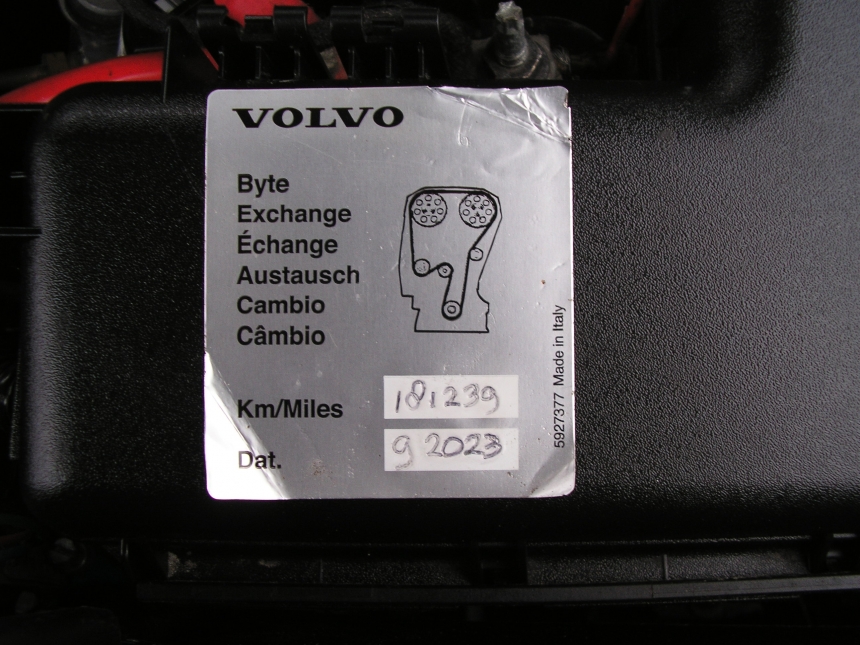 VOLVO
Byte
Exchange
Échange
Austausch
Cambio
Câmbio
Km/Miles 181239
Dat. 9 2023
5927377 Made in Italy